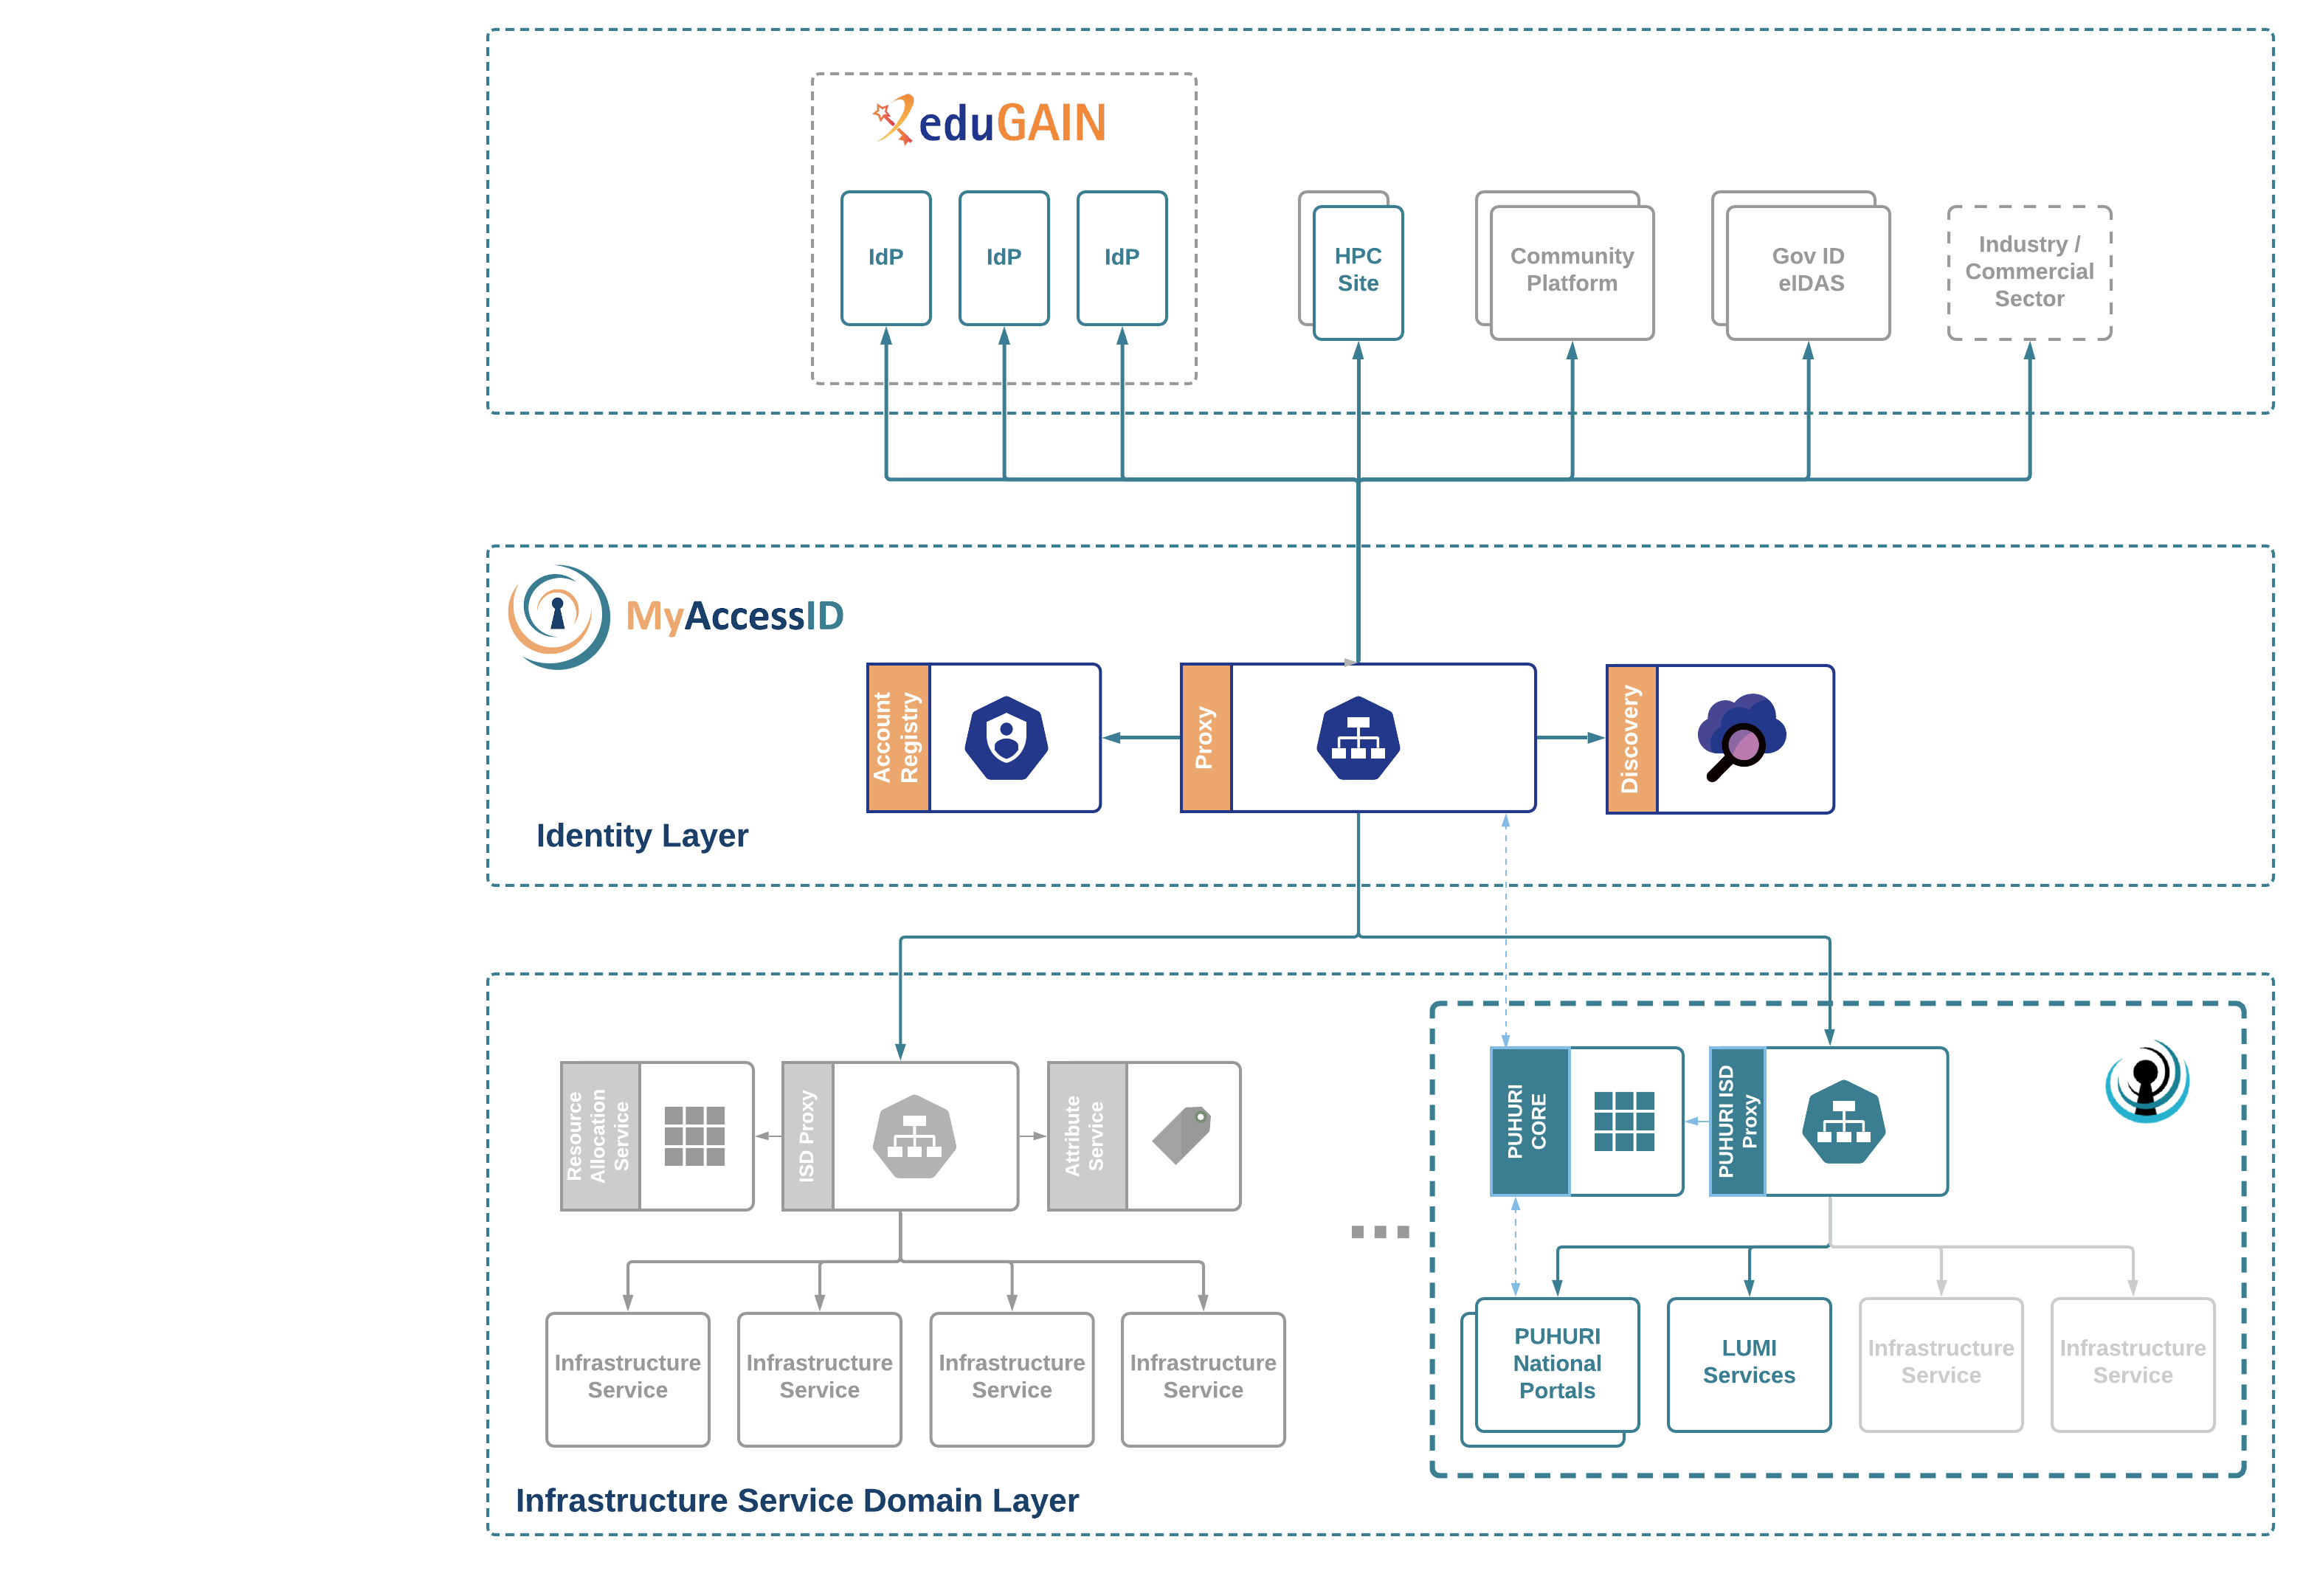 eduGAIN
IdP
IdP
IdP
HPC
Site
Community
Platform
Gov ID
eIDAS
Industry /
Commercial
Sector
MyAccessID
Account
Registry
Proxy
Discovery
Identity Layer
Resource
Allocation
Service
ISD Proxy
Attribute
Service
PUHURI
CORE
PUHURI ISD
Proxy
Infrastructure
Service
Infrastructure
Service
Infrastructure
Service
Infrastructure
Service
PUHURI
National
Portals
LUMI
Services
Infrastructure
Service
Infrastructure
Service
Infrastructure Service Domain Layer